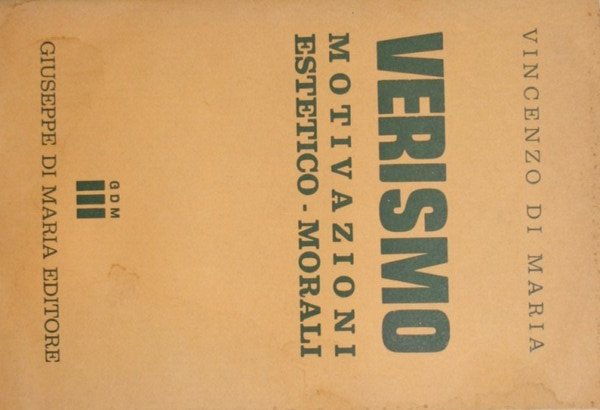 VINCENZO DI MARIA
VERISMO
MOTIVAZIONI
ESTETICO - MORALI
GDM
GIUSEPPE DI MARIA EDITORE